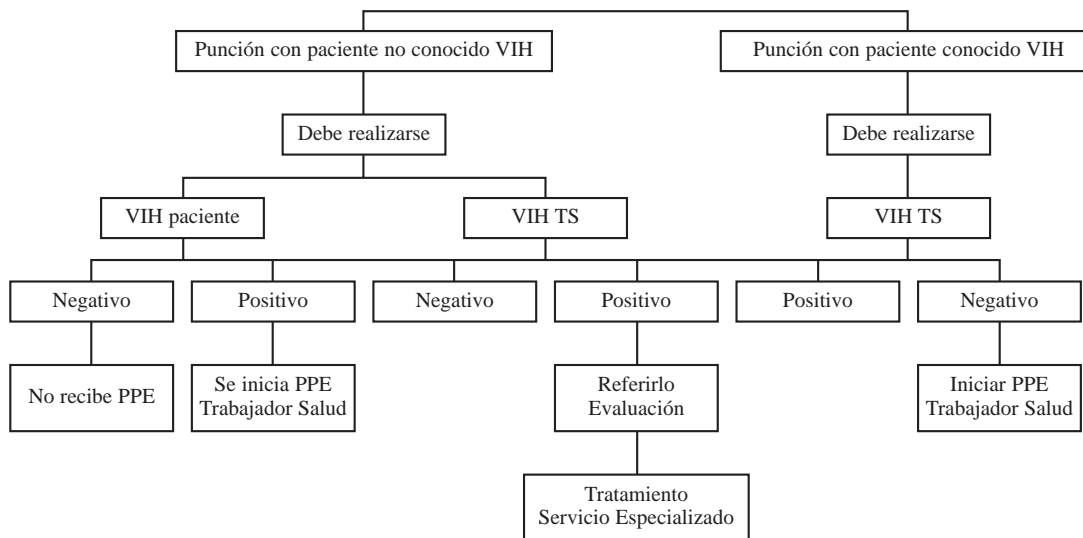 Punción con paciente no conocido VIH
Punción con paciente conocido VIH
Debe realizarse
Debe realizarse
VIH paciente
VIH TS
VIH TS
Negativo
Positivo
Negativo
Positivo
Positivo
Negativo
No recibe PPE
Se inicia PPE
Trabajador Salud
Referirlo
Evaluación
Iniciar PPE
Trabajador Salud
Tratamiento
Servicio Especializado